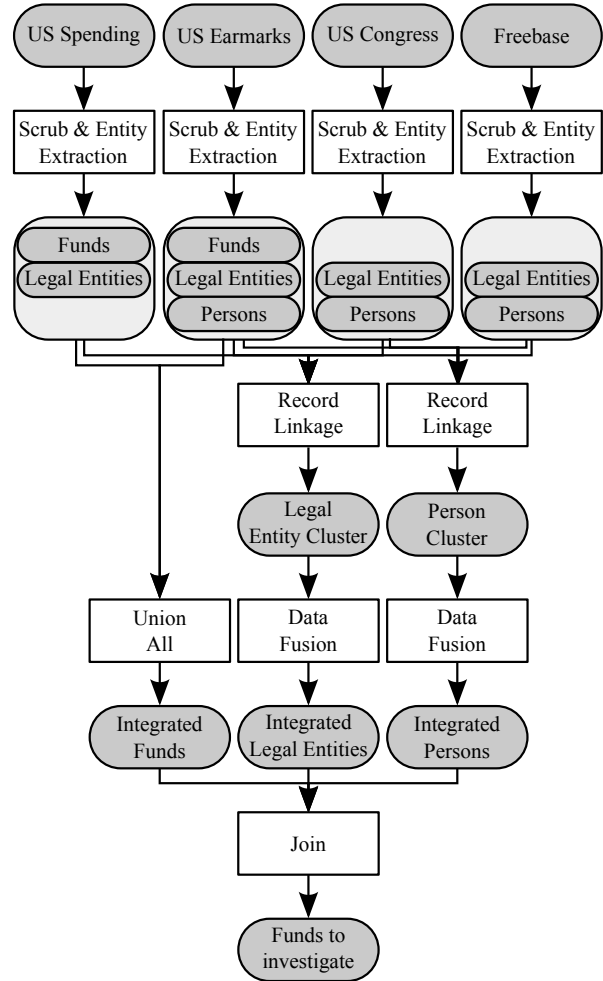 US Spending
US Earmarks
US Congress
Freebase
Scrub & Entity
Extraction
Scrub & Entity
Extraction
Scrub & Entity
Extraction
Scrub & Entity
Extraction
Funds
Legal Entities
Funds
Legal Entities
Persons
Legal Entities
Persons
Legal Entities
Persons
Record
Linkage
Record
Linkage
Legal
Entity Cluster
Person
Cluster
Union
All
Data
Fusion
Data
Fusion
Integrated
Funds
Integrated
Legal Entities
Integrated
Persons
Join
Funds to
investigate